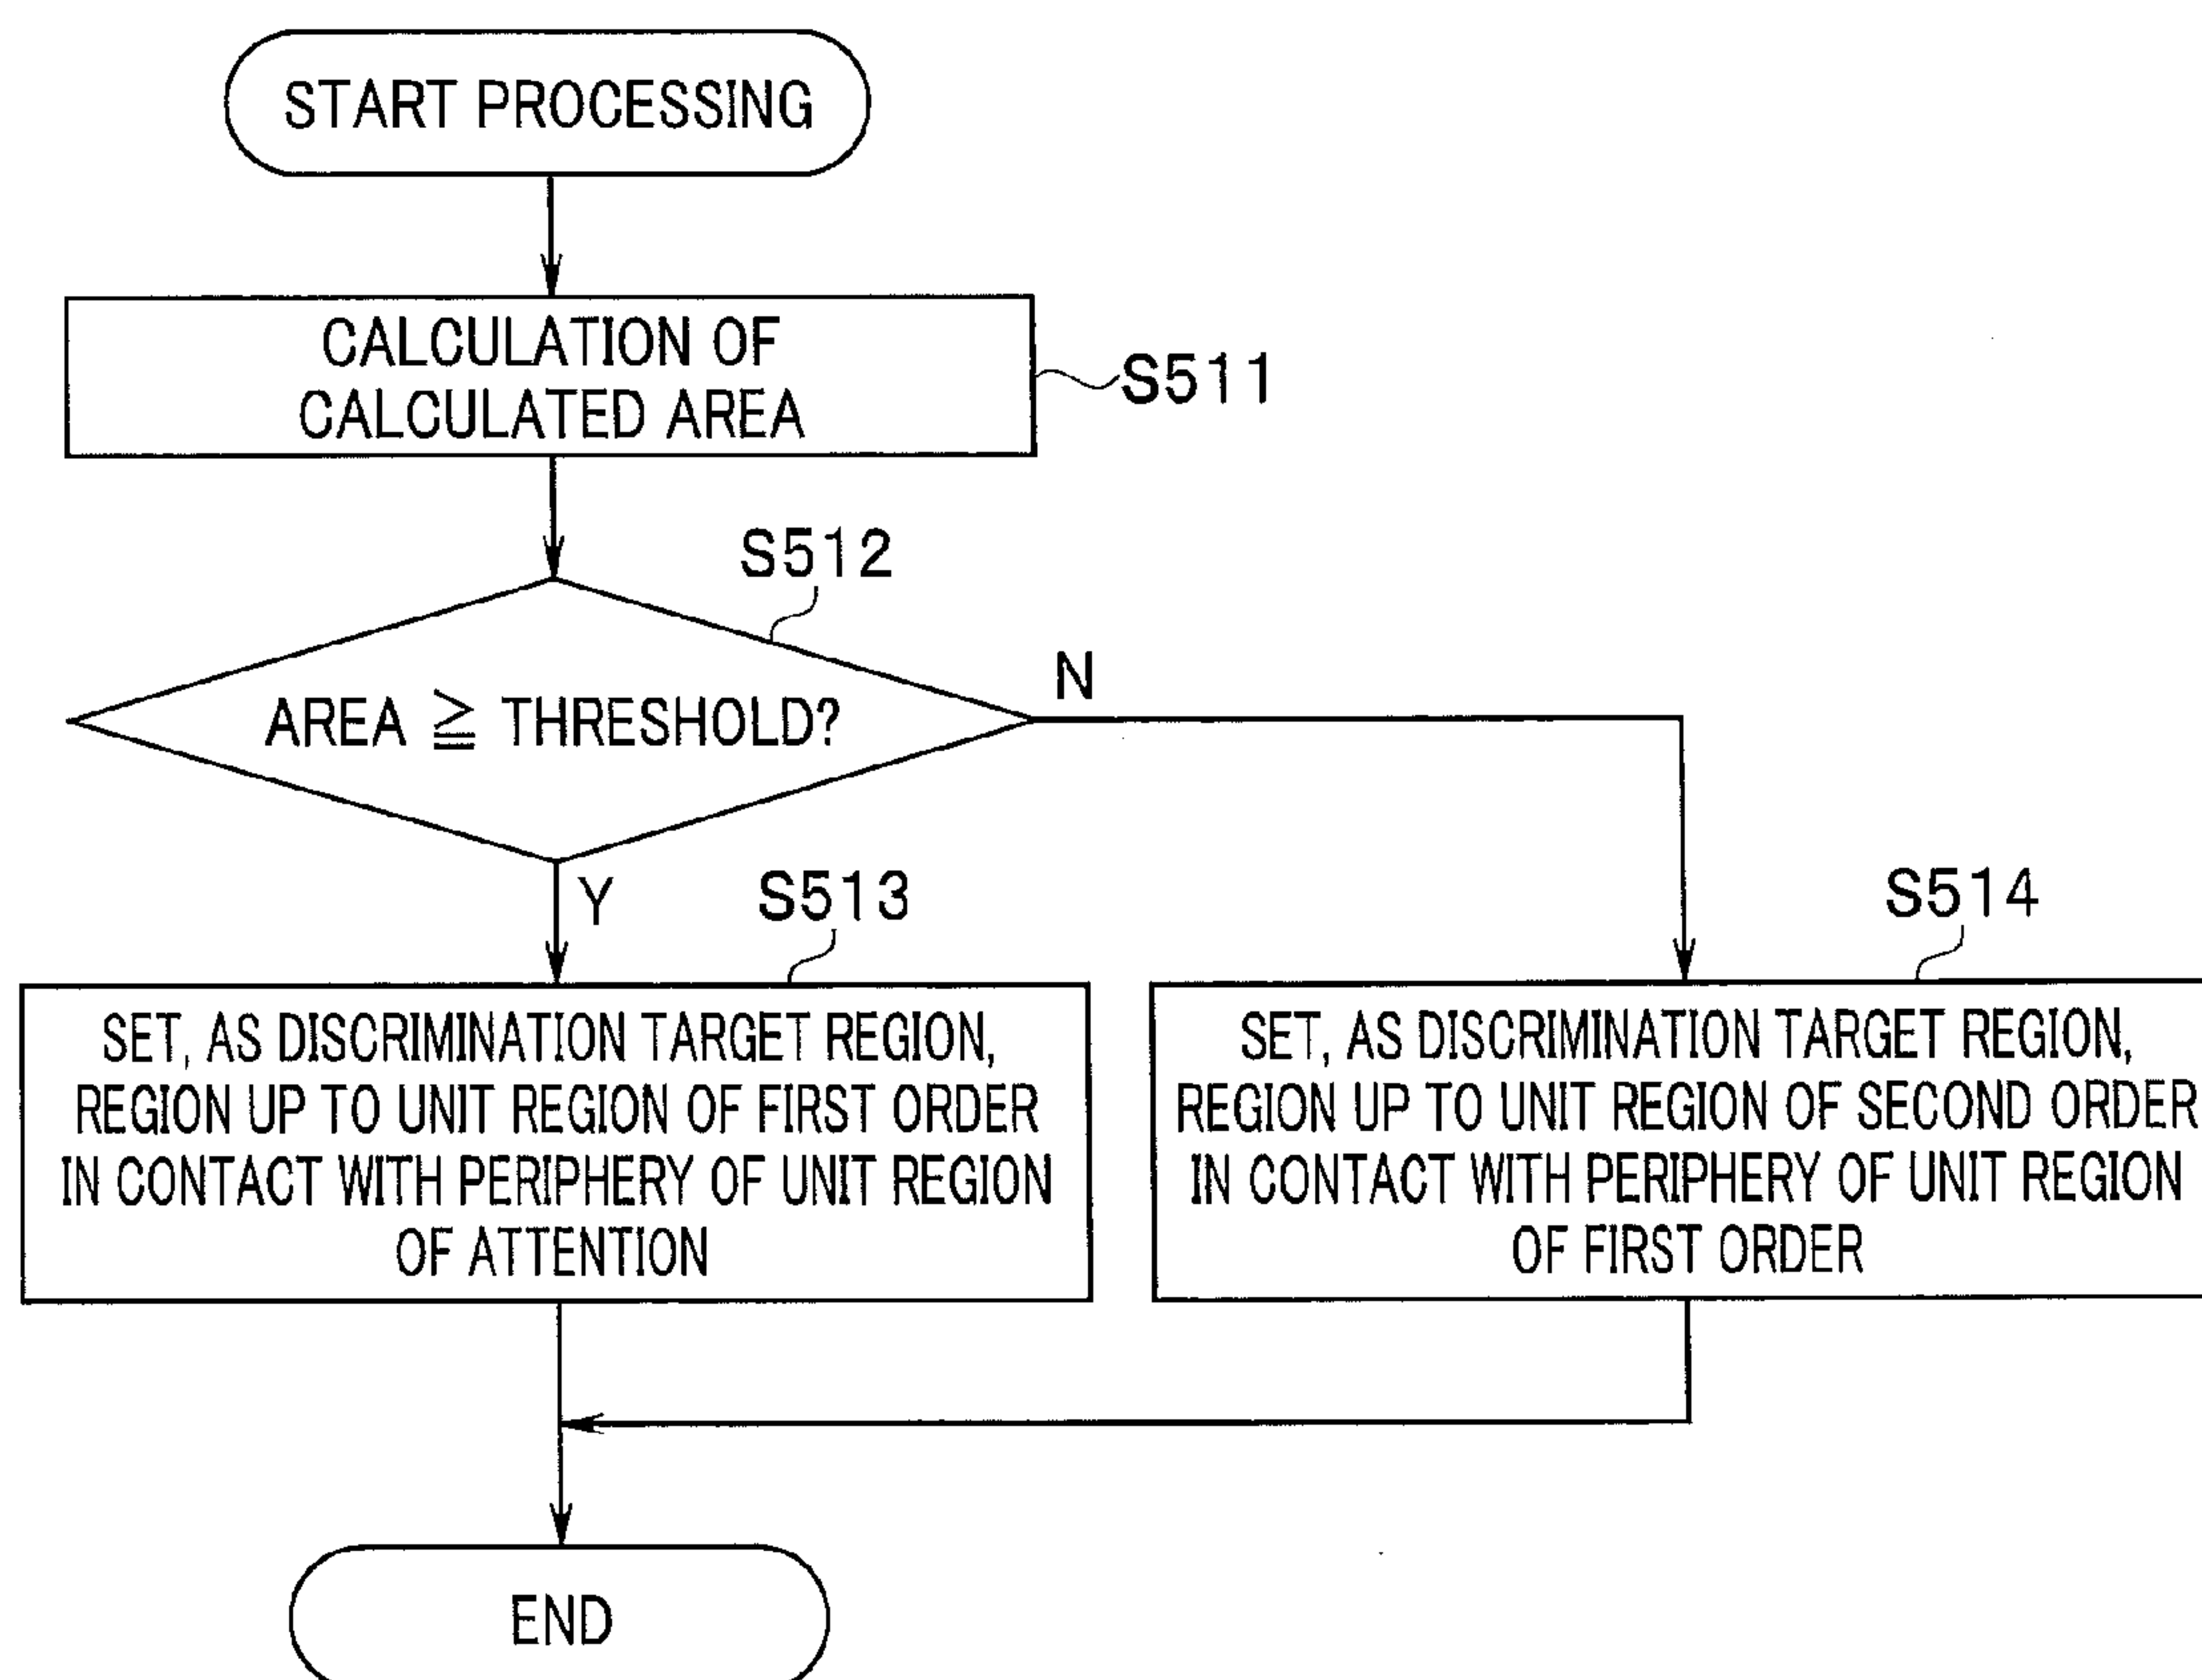 START PROCESSING
CALCULATION OF
CALCULATED AREA
S511
S512
AREA ≧ THRESHOLD?
N
Y
S513
SET, AS DISCRIMINATION TARGET REGION,
REGION UP TO UNIT REGION OF FIRST ORDER
IN CONTACT WITH PERIPHERY OF UNIT REGION
OF ATTENTION
S514
SET, AS DISCRIMINATION TARGET REGION,
REGION UP TO UNIT REGION OF SECOND ORDER
IN CONTACT WITH PERIPHERY OF UNIT REGION
OF FIRST ORDER
END